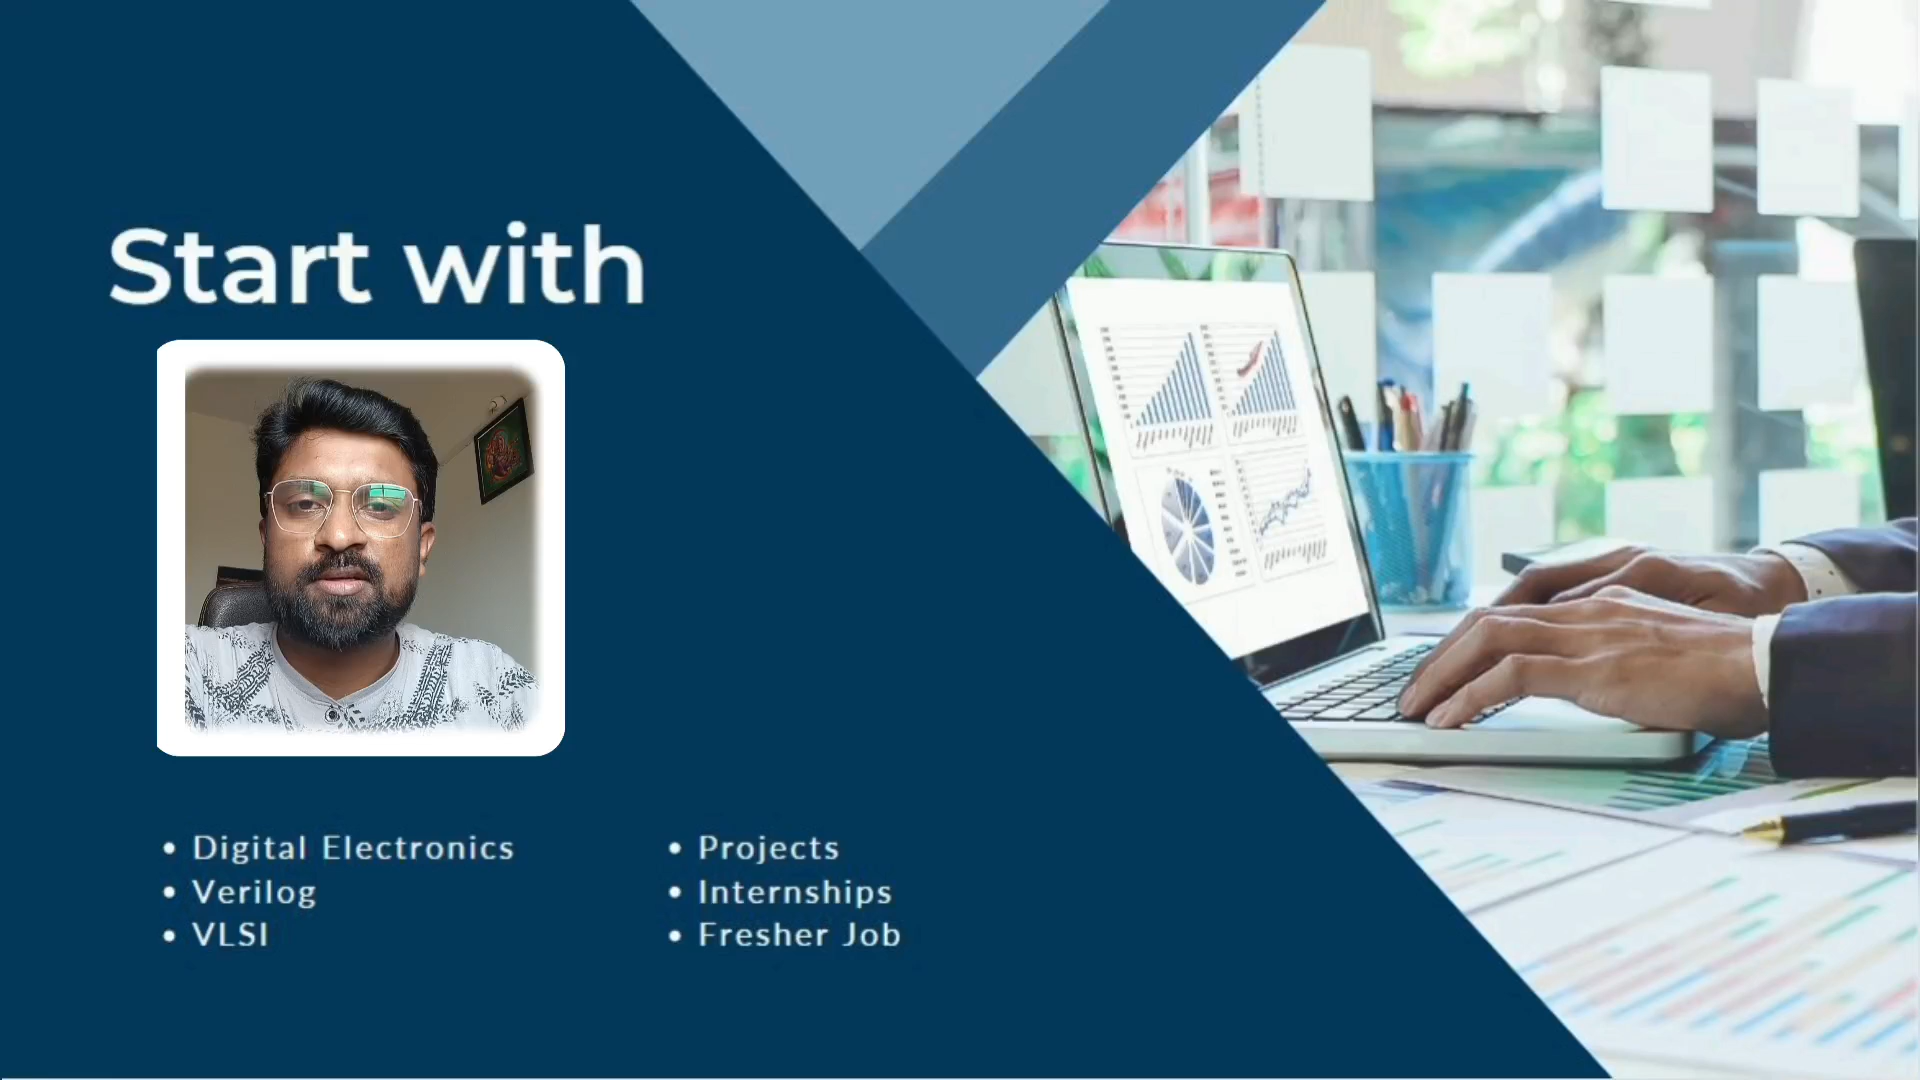 Start with
Digital Electronics
Verilog
VLSI
Projects
Internships
Fresher Job